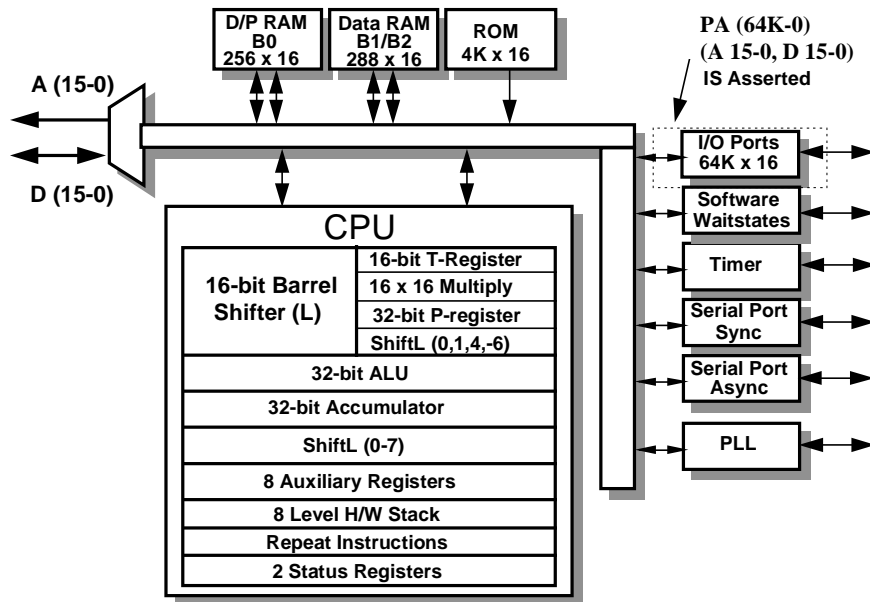 D/P RAM
B0
256 x 16
Data RAM
B1/B2
288 x 16
ROM
4K x 16
PA (64K-0)
(A 15-0, D 15-0)
IS Asserted
A (15-0)
D (15-0)
I/O Ports
64K x 16
Software
Waitstates
Timer
Serial Port
Sync
Serial Port
Async
PLL
CPU
16-bit Barrel
Shifter (L)
16-bit T-Register
16 x 16 Multiply
32-bit P-register
ShiftL (0,1,4,-6)
32-bit ALU
32-bit Accumulator
ShiftL (0-7)
8 Auxiliary Registers
8 Level H/W Stack
Repeat Instructions
2 Status Registers